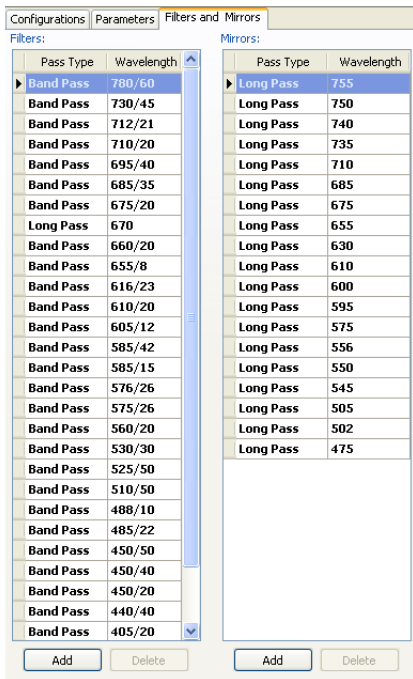 Configurations Parameters Filters and Mirrors
Filters:
Pass Type Wavelength
Band Pass 780/60
Band Pass 730/45
Band Pass 712/21
Band Pass 710/20
Band Pass 695/40
Band Pass 685/35
Band Pass 675/20
Long Pass 670
Band Pass 660/20
Band Pass 655/8
Band Pass 616/23
Band Pass 610/20
Band Pass 605/12
Band Pass 585/42
Band Pass 585/15
Band Pass 576/26
Band Pass 575/26
Band Pass 560/20
Band Pass 530/30
Band Pass 525/50
Band Pass 510/50
Band Pass 488/10
Band Pass 485/22
Band Pass 450/50
Band Pass 450/40
Band Pass 450/20
Band Pass 440/40
Band Pass 405/20
Add Delete
Mirrors:
Pass Type Wavelength
Long Pass 755
Long Pass 750
Long Pass 740
Long Pass 735
Long Pass 710
Long Pass 685
Long Pass 675
Long Pass 655
Long Pass 630
Long Pass 610
Long Pass 600
Long Pass 595
Long Pass 575
Long Pass 556
Long Pass 550
Long Pass 545
Long Pass 505
Long Pass 502
Long Pass 475
Add Delete